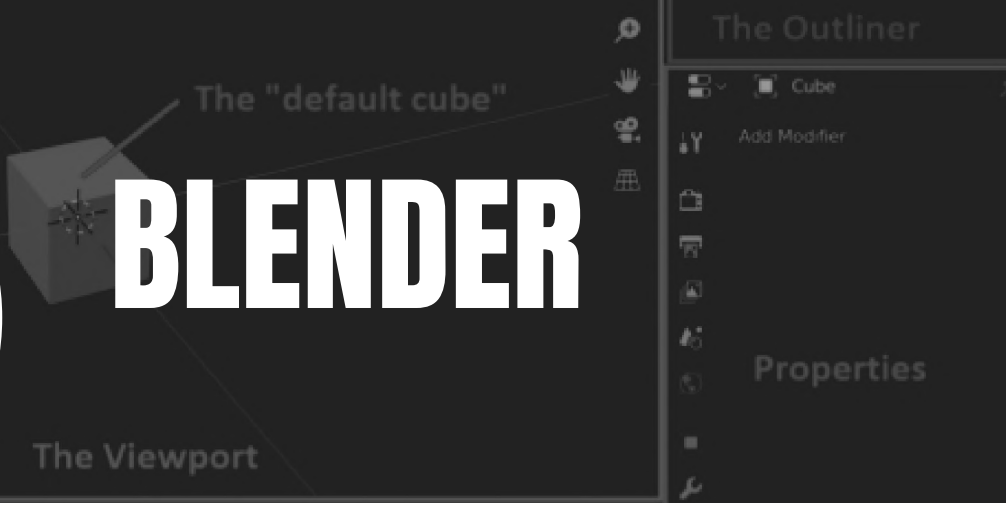 The Outliner
Cube
The "default cube"
Add Modifier
BLENDER
Properties
The Viewport